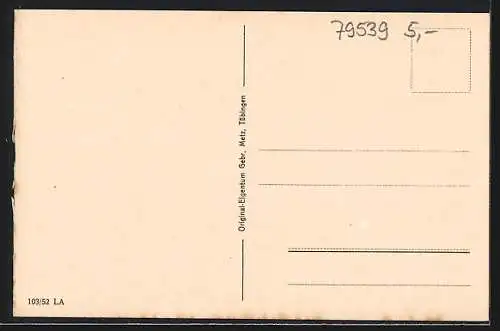 79539 5,-
Original-Eigentum Gebr. Metz, Tübingen
103/52 LA